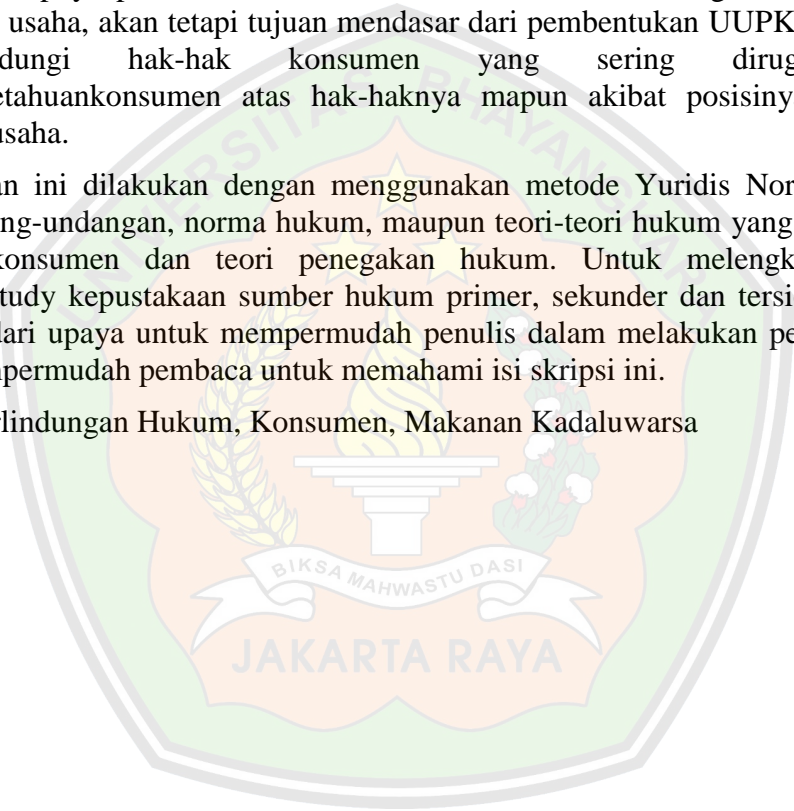 usaha, akan tetapi tujuan mendasar dari pembentukan UUPK
dungi hak-hak konsumen yang sering dirug
etahuankonsumen atas hak-haknya mapun akibat posisiny
usaha.
an ini dilakukan dengan menggunakan metode Yuridis Nor
ng-undangan, norma hukum, maupun teori-teori hukum yang
konsumen dan teori penegakan hukum. Untuk melengk
tudy kepustakaan sumber hukum primer, sekunder dan tersi
dari upaya untuk mempermudah penulis dalam melakukan pe
mpermudah pembaca untuk memahami isi skripsi ini.
rlindungan Hukum, Konsumen, Makanan Kadaluwarsa
UNIVERSITAS BHAYANGKARA
BIKSA MAHWASTU DASI
JAKARTA RAYA